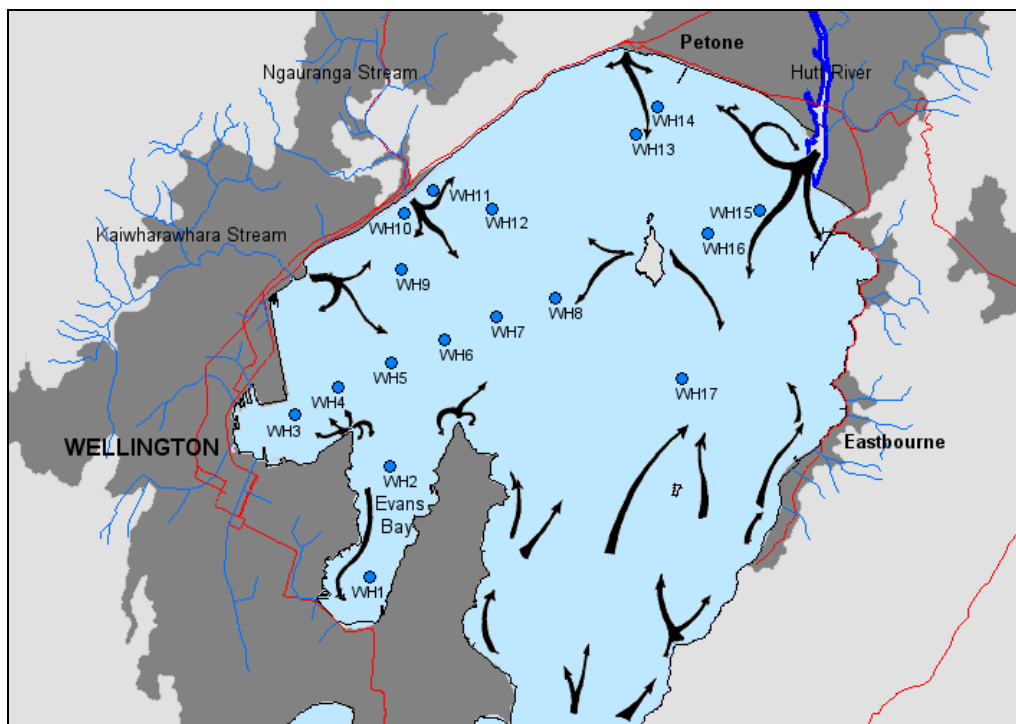 Petone
Ngauranga Stream
Hutt River
WH14
WH13
WH11
WH10
WH12
WH15
Kaiwharawhara Stream
WH16
WH9
WH8
WH7
WH6
WH5
WH17
WH4
WH3
WELLINGTON
Eastbourne
WH2
Evans
Bay
WH1